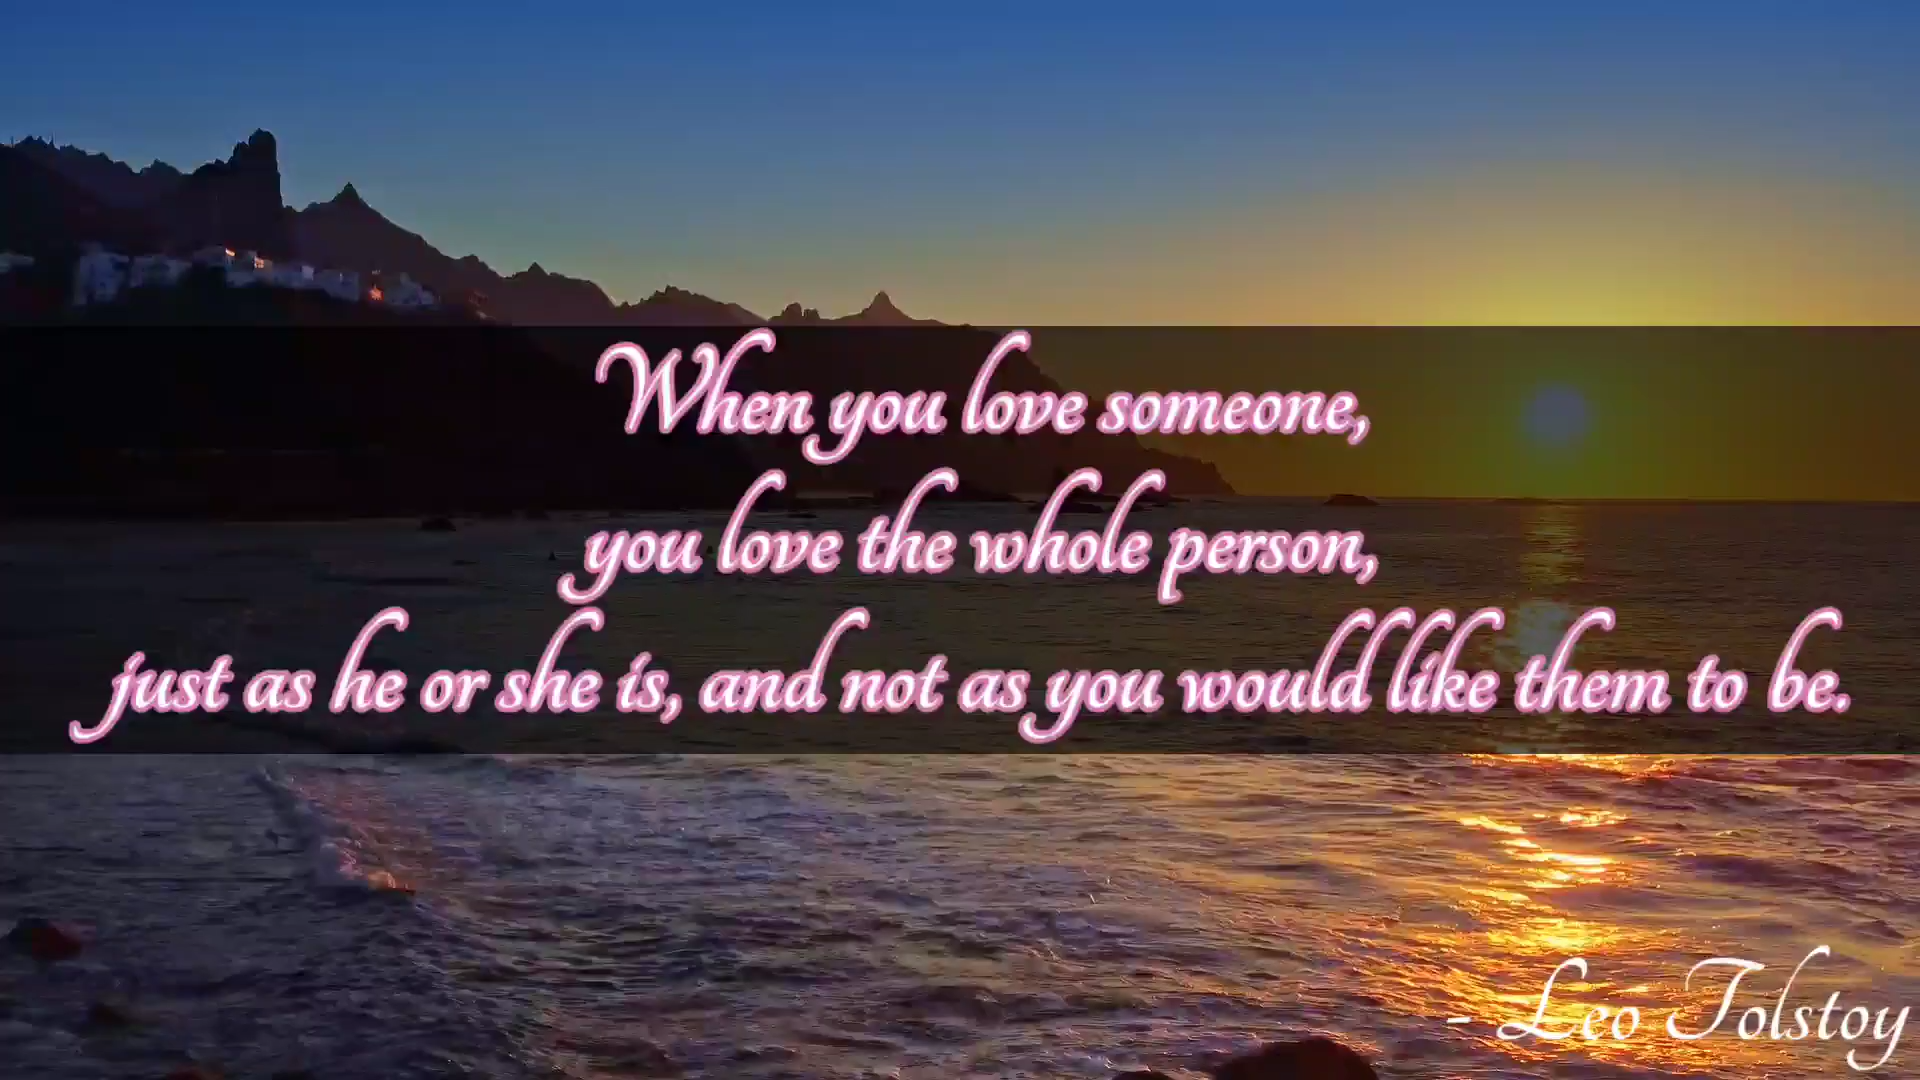 When you love someone,
you love the whole person,
just as he or she is, and not as you would like them to be.
- Leo Tolstoy